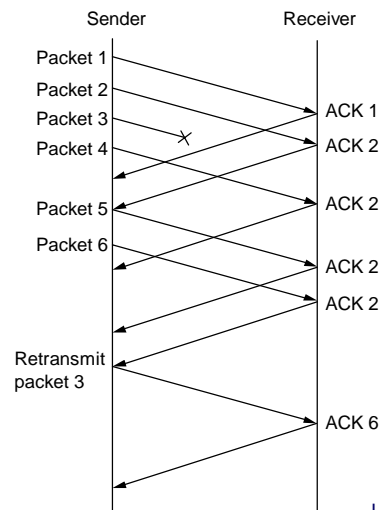 Sender
Receiver
Packet 1
Packet 2
Packet 3
Packet 4
Packet 5
Packet 6
Retransmit
packet 3
ACK 1
ACK 2
ACK 2
ACK 2
ACK 2
ACK 6